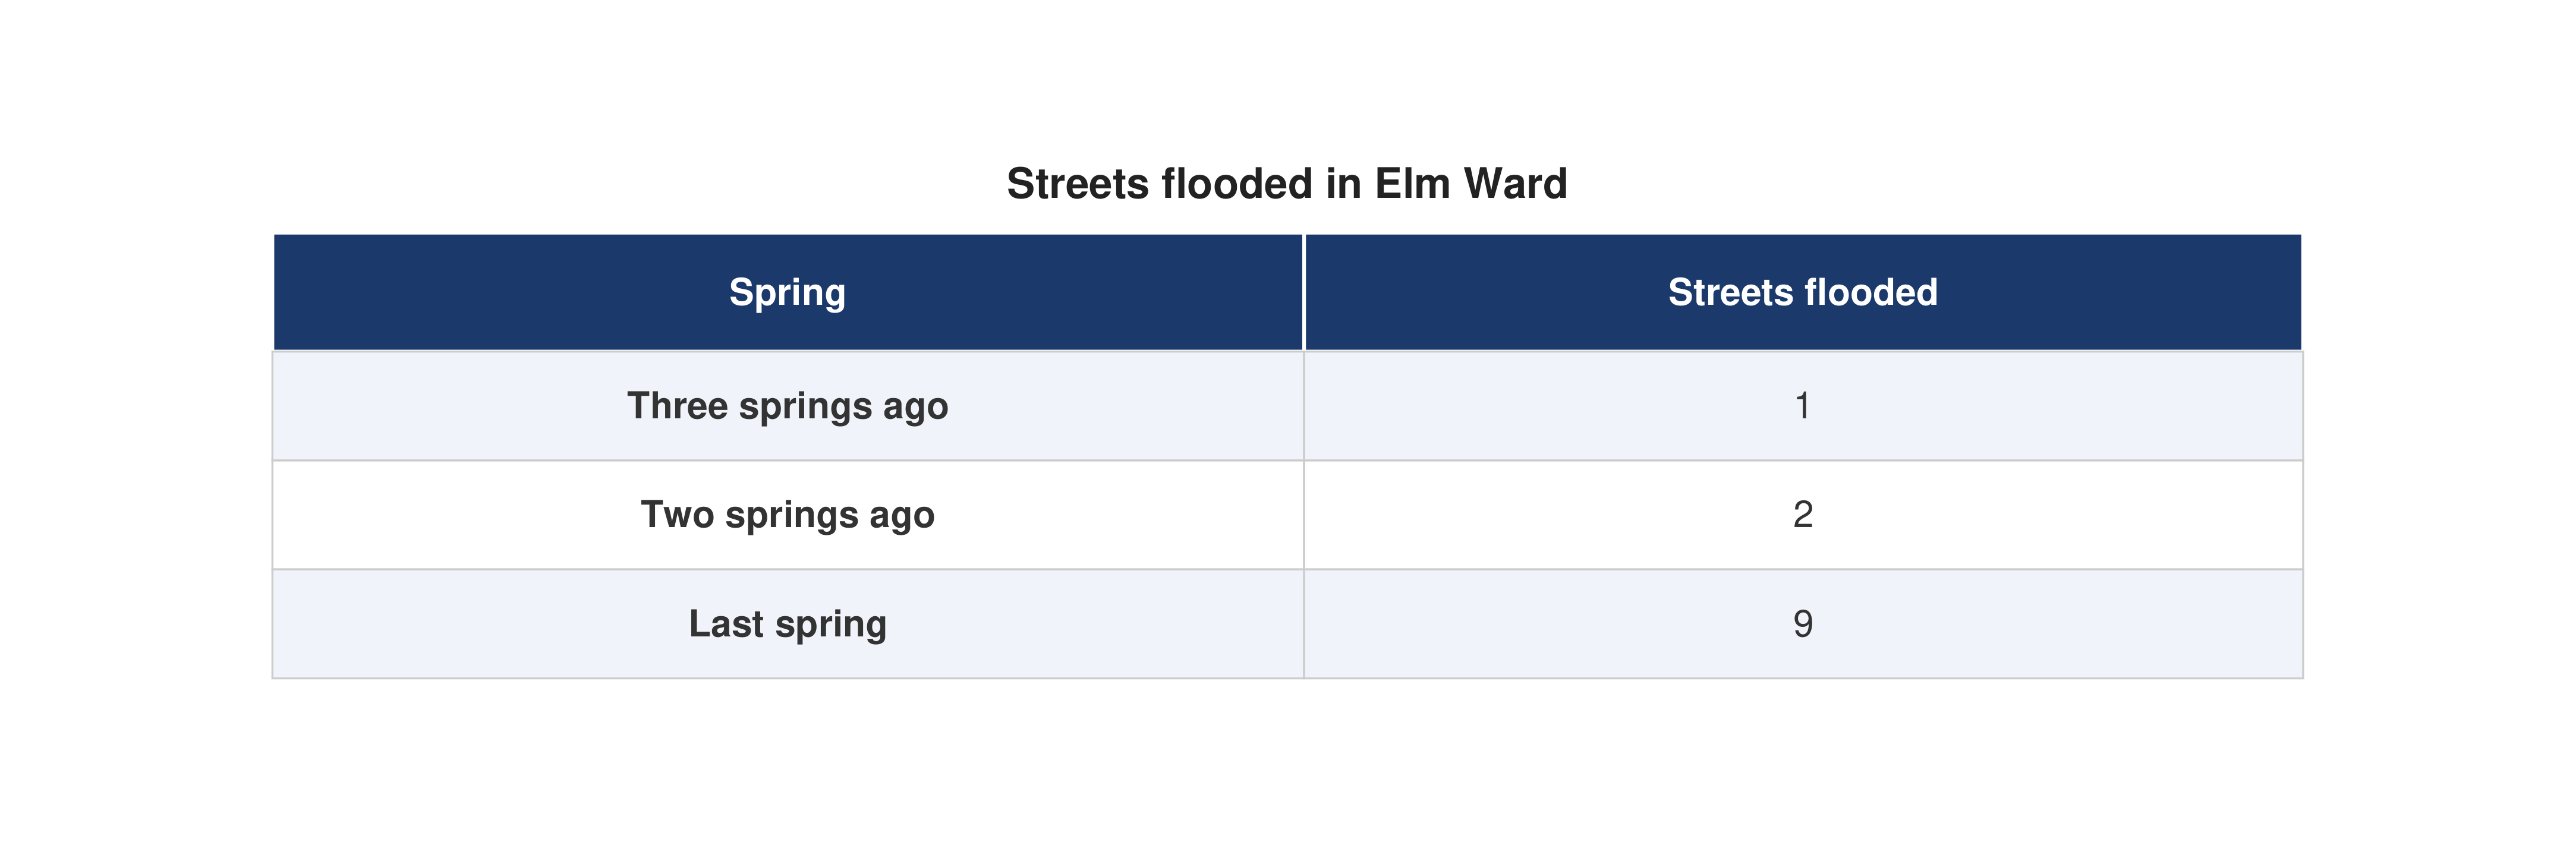 Streets flooded in Elm Ward
Spring Streets flooded
Three springs ago 1
Two springs ago 2
Last spring 9